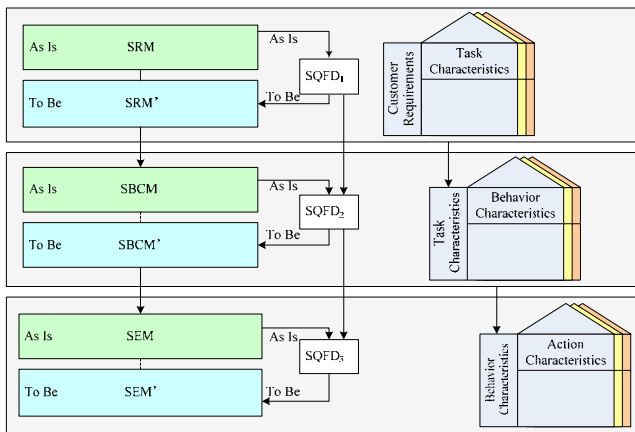 As Is SRM
As Is
SQFD1
To Be SRM’
To Be
Customer
Requirements
Task
Characteristics
As Is SBCM
As Is
SQFD2
To Be SBCM’
To Be
Task
Characteristics
Behavior
Characteristics
As Is SEM
As Is
SQFD3
To Be SEM’
To Be
Behavior
Characteristics
Action
Characteristics